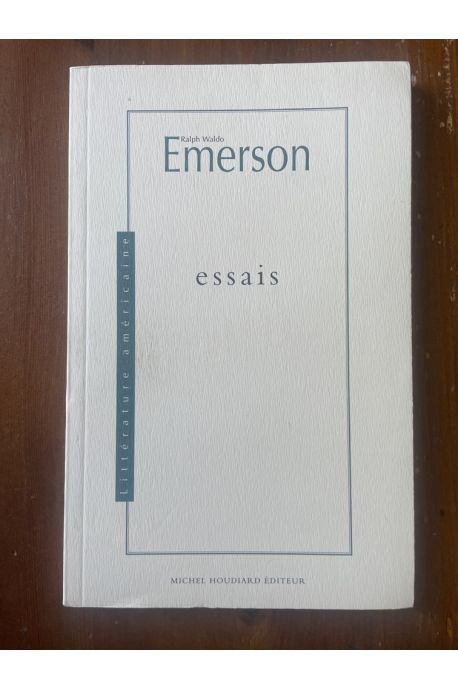 Ralph Waldo
Emerson
essais
Littérature américaine
MICHEL HOUDIARD ÉDITEUR